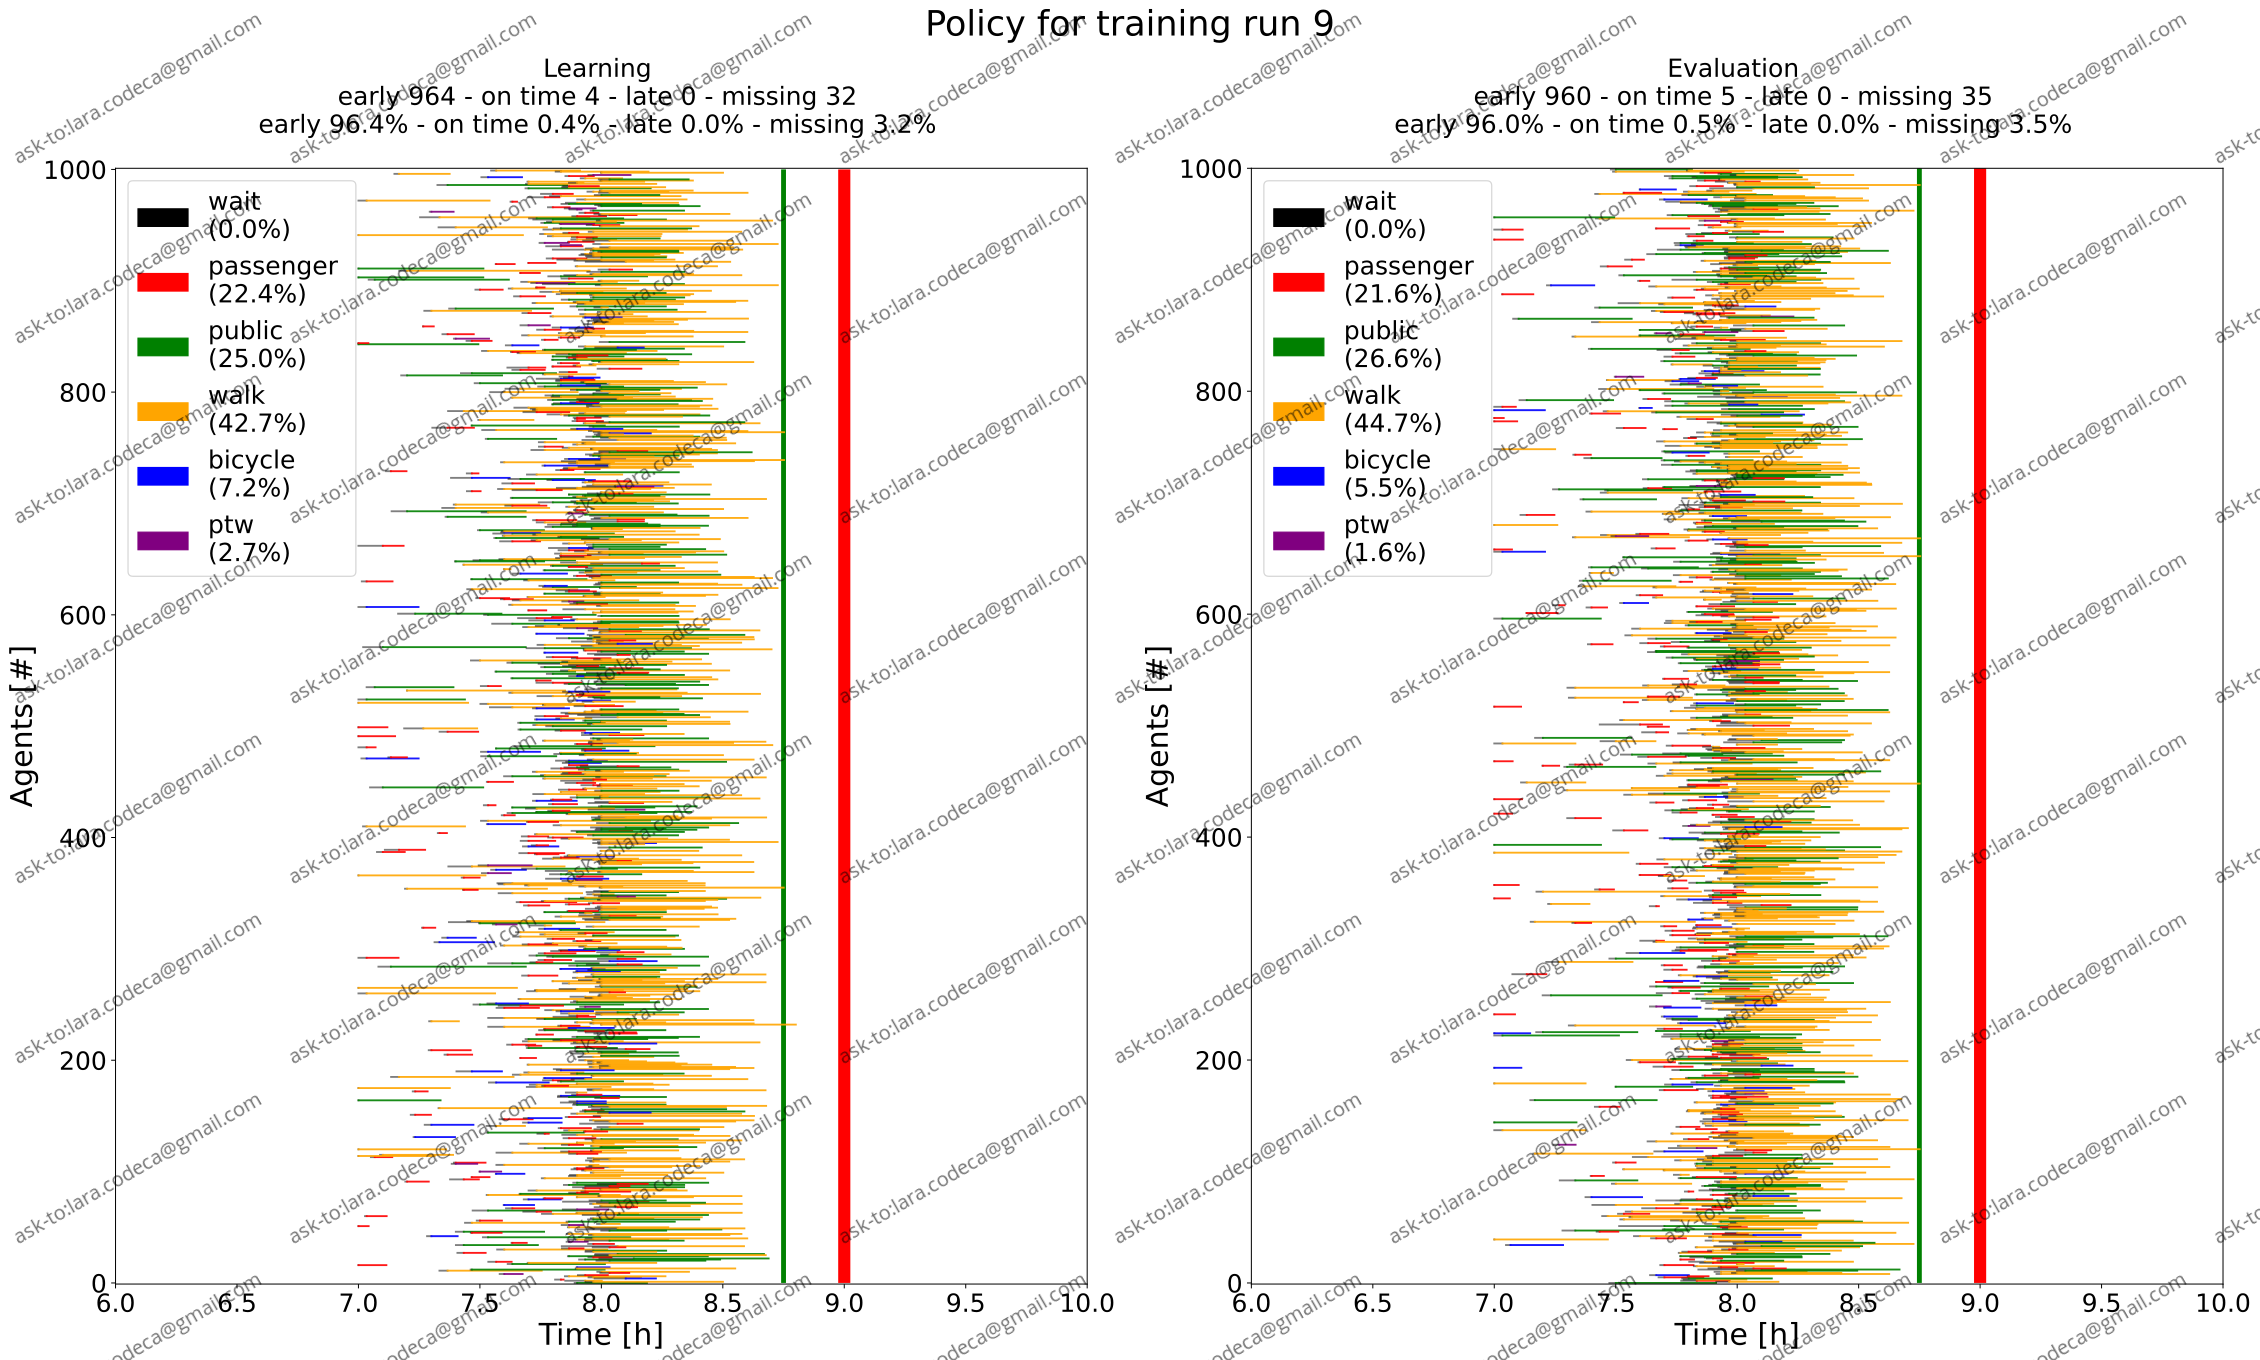 Policy for training run 9
Learning
early 964 - on time 4 - late 0 - missing 32
early 96.4% - on time 0.4% - late 0.0% - missing 3.2%
1000
800
600
400
200
0
Agents [#]
wait
(0.0%)
passenger
(22.4%)
public
(25.0%)
walk
(42.7%)
bicycle
(7.2%)
ptw
(2.7%)
6.0 6.5 7.0 7.5 8.0 8.5 9.0 9.5 10.0
Time [h]
Evaluation
early 960 - on time 5 - late 0 - missing 35
early 96.0% - on time 0.5% - late 0.0% - missing 3.5%
1000
800
600
400
200
0
Agents [#]
wait
(0.0%)
passenger
(21.6%)
public
(26.6%)
walk
(44.7%)
bicycle
(5.5%)
ptw
(1.6%)
6.0 6.5 7.0 7.5 8.0 8.5 9.0 9.5 10.0
Time [h]
ask-to:lara.codeca@gmail.com